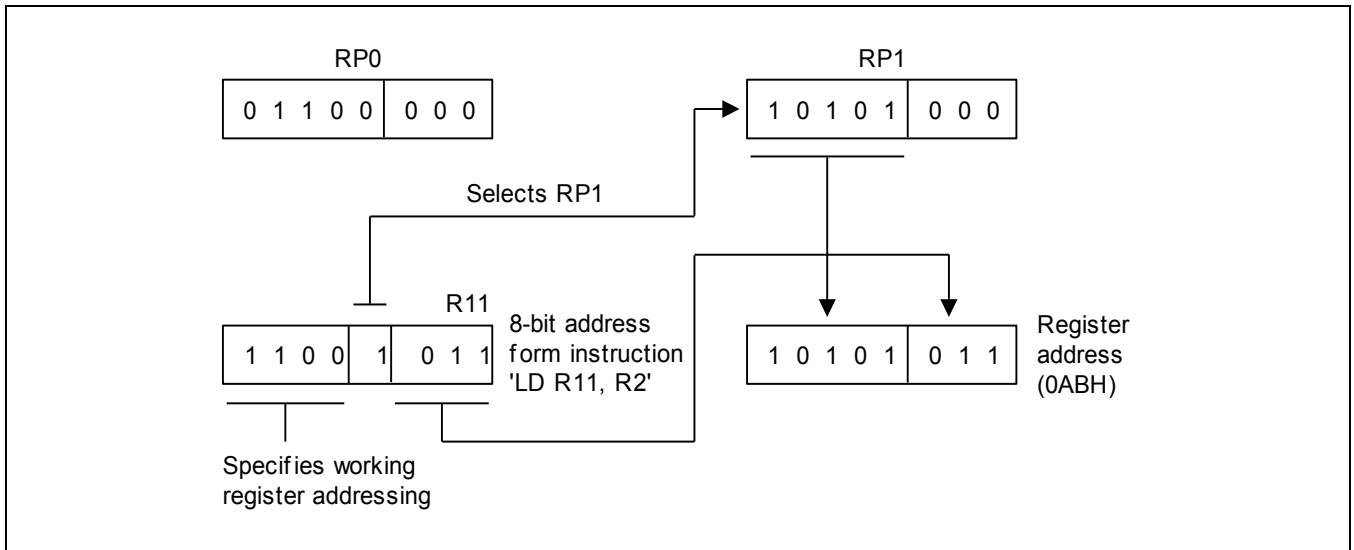 RP0
RP1
0 1 1 0 0 0 0 0
1 0 1 0 1 0 0 0
Selects RP1
R11
1 1 0 0 1 0 1 1
8-bit address
form instruction
'LD R11, R2'
1 0 1 0 1 0 1 1
Register
address
(0ABH)
Specifies working
register addressing